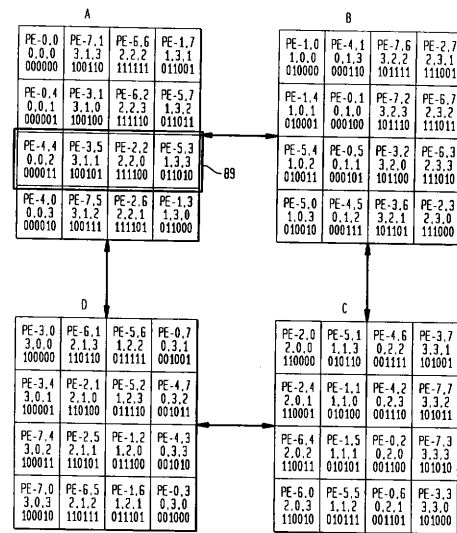 A
PE-0,0 PE-7,1 PE-6,6 PE-1,7
0,0,0 3,1,3 2,2,2 1,3,1
000000 100110 111111 011001
PE-0,4 PE-3,1 PE-6,2 PE-5,7
0,0,1 3,1,0 2,2,3 1,3,2
000001 100100 111110 011011
PE-4,4 PE-3,5 PE-2,2 PE-5,3
0,0,2 3,1,1 2,2,0 1,3,3
000011 100101 111100 011010
PE-4,0 PE-7,5 PE-2,6 PE-1,3
0,0,3 3,1,2 2,2,1 1,3,0
000010 100111 111101 011000
89
B
PE-1,0 PE-4,1 PE-7,6 PE-2,7
1,0,0 0,1,3 3,2,2 2,3,1
010000 000110 101111 111001
PE-1,4 PE-0,1 PE-7,2 PE-6,7
1,0,1 0,1,0 3,2,3 2,3,2
010001 000100 101110 111011
PE-5,4 PE-0,5 PE-3,2 PE-6,3
1,0,2 0,1,1 3,2,0 2,3,3
010011 000101 101100 111010
PE-5,0 PE-4,5 PE-3,6 PE-2,3
1,0,3 0,1,2 3,2,1 2,3,0
010010 000111 101101 111000
D
PE-3,0 PE-6,1 PE-5,6 PE-0,7
3,0,0 2,1,3 1,2,2 0,3,1
100000 110110 011111 001001
PE-3,4 PE-2,1 PE-5,2 PE-4,7
3,0,1 2,1,0 1,2,3 0,3,2
100001 110100 011110 001011
PE-7,4 PE-2,5 PE-1,2 PE-4,3
3,0,2 2,1,1 1,2,0 0,3,3
100011 110101 011100 001010
PE-7,0 PE-6,5 PE-1,6 PE-0,3
3,0,3 2,1,2 1,2,1 0,3,0
100010 110111 011101 001000
C
PE-2,0 PE-5,1 PE-4,6 PE-3,7
2,0,0 1,1,3 0,2,2 3,3,1
110000 010110 001111 101001
PE-2,4 PE-1,1 PE-4,2 PE-7,7
2,0,1 1,1,0 0,2,3 3,3,2
110001 010100 001110 101011
PE-6,4 PE-1,5 PE-0,2 PE-7,3
2,0,2 1,1,1 0,2,0 3,3,3
110011 010101 001100 101010
PE-6,0 PE-5,5 PE-0,6 PE-3,3
2,0,3 1,1,2 0,2,1 3,3,0
110010 010111 001101 101000